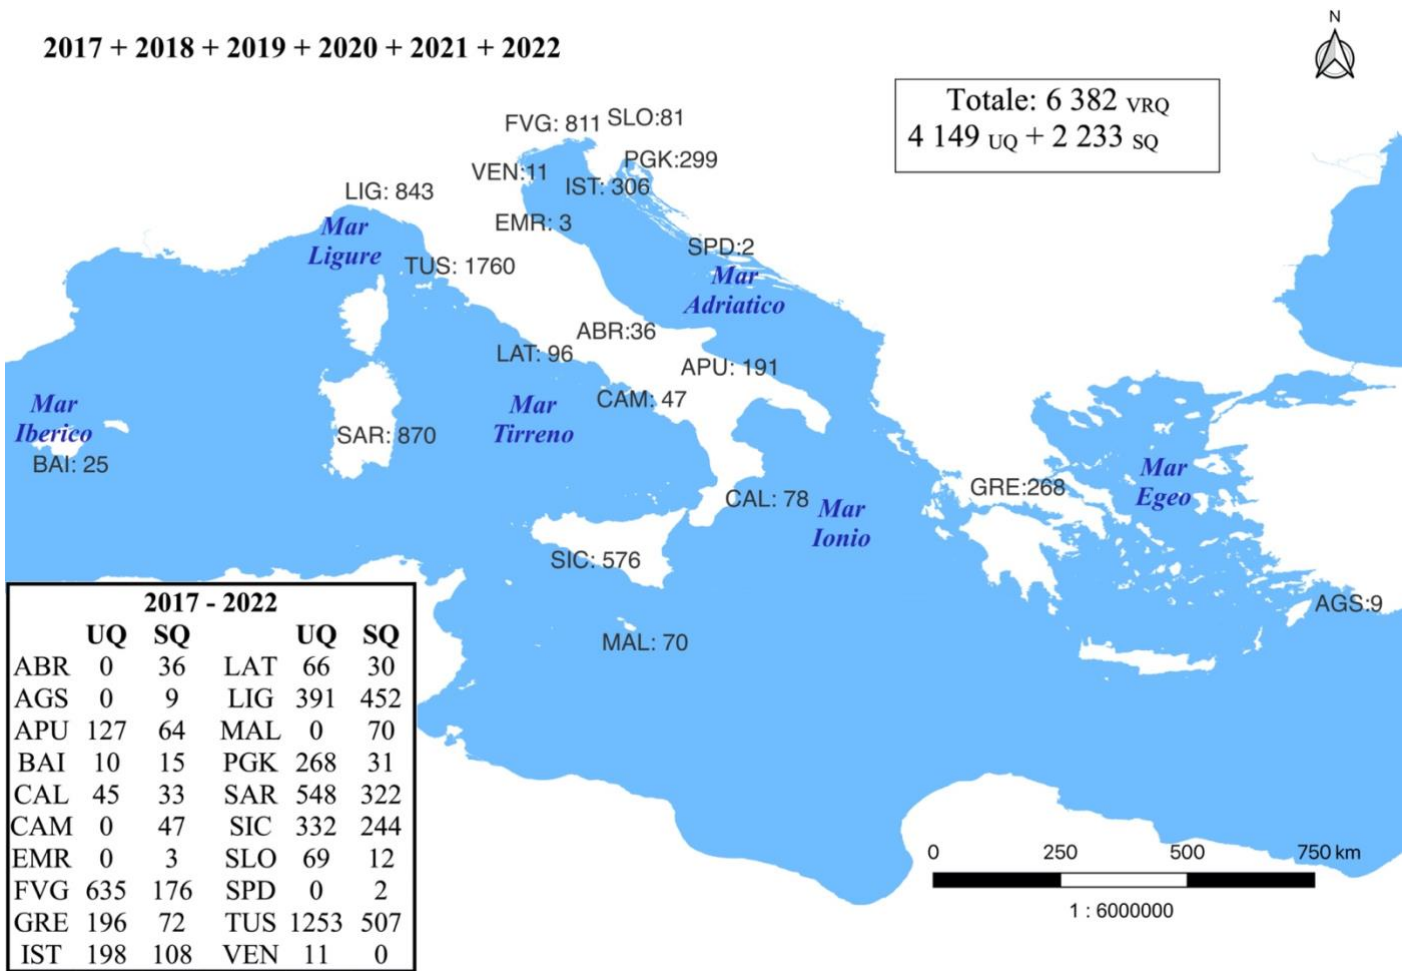 2017 + 2018 + 2019 + 2020 + 2021 + 2022
N
Totale: 6 382 VRQ
4 149 UQ + 2 233 SQ
FVG: 811
SLO:81
VEN:11
PGK:299
IST: 306
LIG: 843
EMR: 3
Mar
Ligure
SPD:2
TUS: 1760
Mar
Adriatico
ABR:36
LAT: 96
APU: 191
CAM: 47
Mar
Iberico
Mar
Tirreno
SAR: 870
BAI: 25
Mar
Egeo
GRE:268
CAL: 78
Mar
Ionio
SIC: 576
AGS:9
MAL: 70
2017 - 2022
UQ SQ UQ SQ
ABR 0 36 LAT 66 30
AGS 0 9 LIG 391 452
APU 127 64 MAL 0 70
BAI 10 15 PGK 268 31
CAL 45 33 SAR 548 322
CAM 0 47 SIC 332 244
EMR 0 3 SLO 69 12
FVG 635 176 SPD 0 2
GRE 196 72 TUS 1253 507
IST 198 108 VEN 11 0
0 250 500 750 km
1 : 6000000